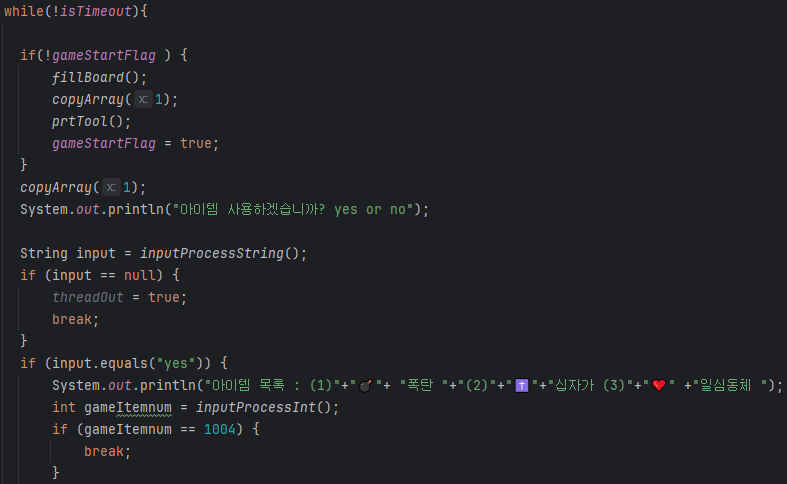 while(!isTimeout){
if(!gameStartFlag ) {
fillBoard();
copyArray( x: 1);
prtTool();
gameStartFlag = true;
}
copyArray( x: 1);
System.out.println("아이템 사용하겠습니까? yes or no");
String input = inputProcessString();
if (input == null) {
threadOut = true;
break;
}
if (input.equals("yes")) {
System.out.println("아이템 목록 : (1)"+"💣"+ "폭탄 "+"(2)"+"✝️"+"십자가 (3)"+"❤️" +"일심동체 ");
int gameItemnum = inputProcessInt();
if (gameItemnum == 1004) {
break;
}